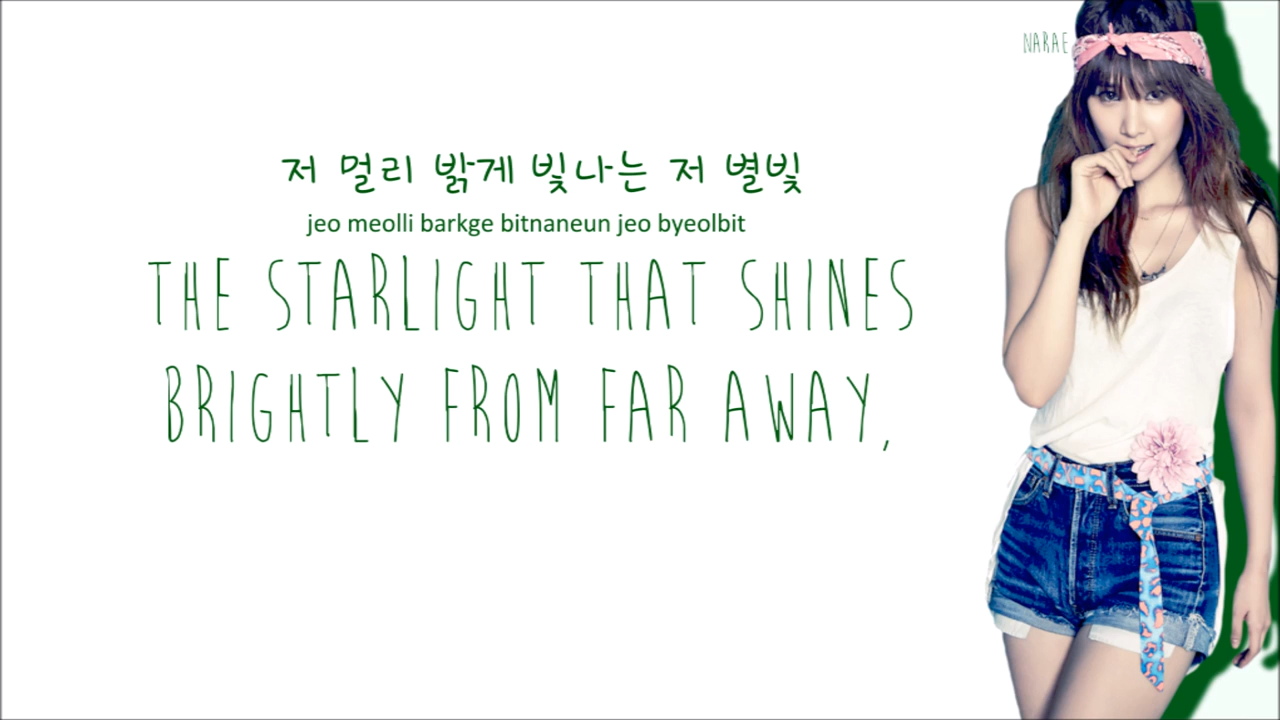 NARAE
저 멀리 밝게 빛나는 저 별빛
jeo meolli barkge bitnaneun jeo byeolbit
THE STARLIGHT THAT SHINES
BRIGHTLY FROM FAR AWAY,